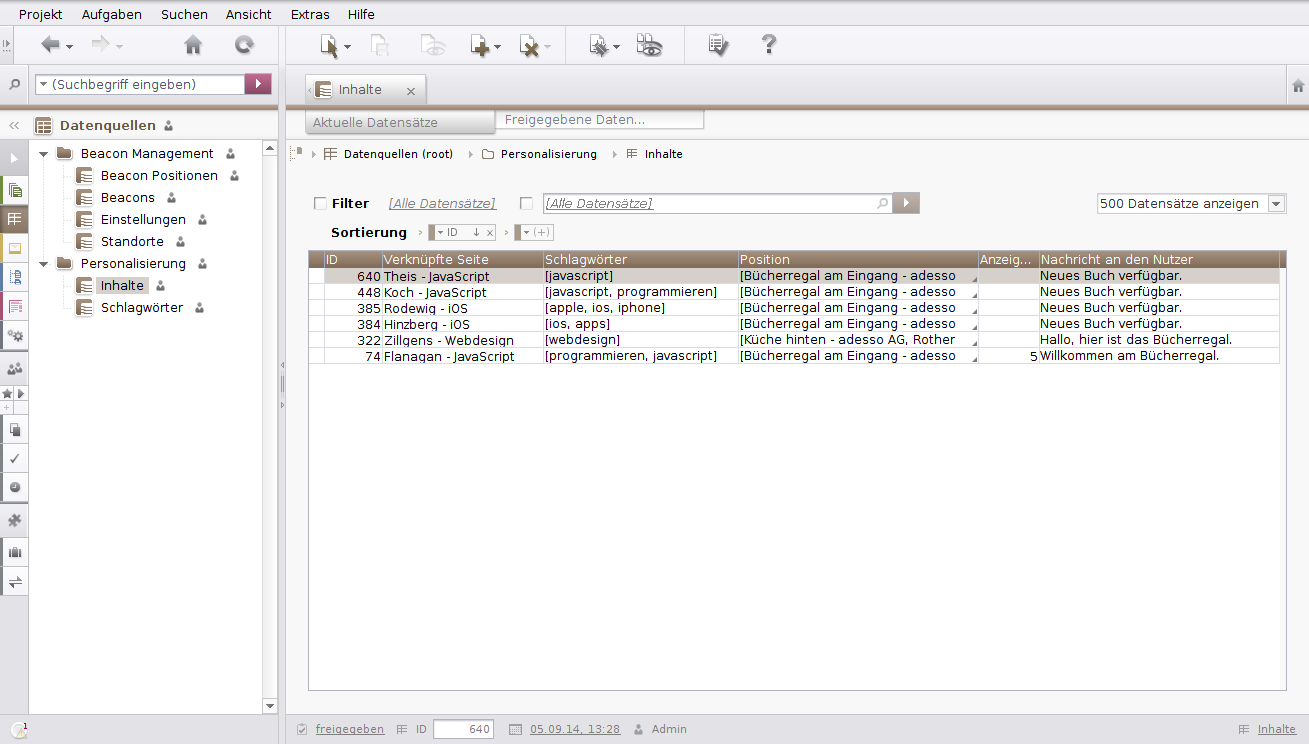 Projekt Aufgaben Suchen Ansicht Extras Hilfe
(Suchbegriff eingeben)
Inhalte
Datenquellen
Aktuelle Datensätze Freigegebene Daten...
Beacon Management
Beacon Positionen
Beacons
Einstellungen
Standorte
Personalisierung
Inhalte
Schlagwörter
Datenquellen (root) Personalisierung Inhalte
Filter [Alle Datensätze] [Alle Datensätze] 500 Datensätze anzeigen
Sortierung ID ↓ x (+)
ID Verknüpfte Seite Schlagwörter Position Anzeig... Nachricht an den Nutzer
640 Theis - JavaScript [javascript] [Bücherregal am Eingang - adesso Neues Buch verfügbar.
448 Koch - JavaScript [javascript, programmieren] [Bücherregal am Eingang - adesso Neues Buch verfügbar.
385 Rodewig - iOS [apple, ios, iphone] [Bücherregal am Eingang - adesso Neues Buch verfügbar.
384 Hinzberg - iOS [ios, apps] [Bücherregal am Eingang - adesso Neues Buch verfügbar.
322 Zillgens - Webdesign [webdesign] [Küche hinten - adesso AG, Rother Hallo, hier ist das Bücherregal.
74 Flanagan - JavaScript [programmieren, javascript] [Bücherregal am Eingang - adesso 5 Willkommen am Bücherregal.
1
freigegeben ID 640 05.09.14, 13:28 Admin Inhalte